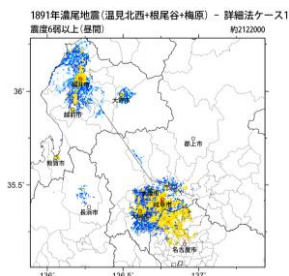 1891年濃尾地震(温見北西+根尾谷+梅原) - 詳細法ケース1
震度6弱以上(昼間)
約2122000
36˚
大野市
越前市
郡上市
敦賀市
35.5˚
長浜市
岐阜市
名古屋市
136˚
136.5˚
137˚